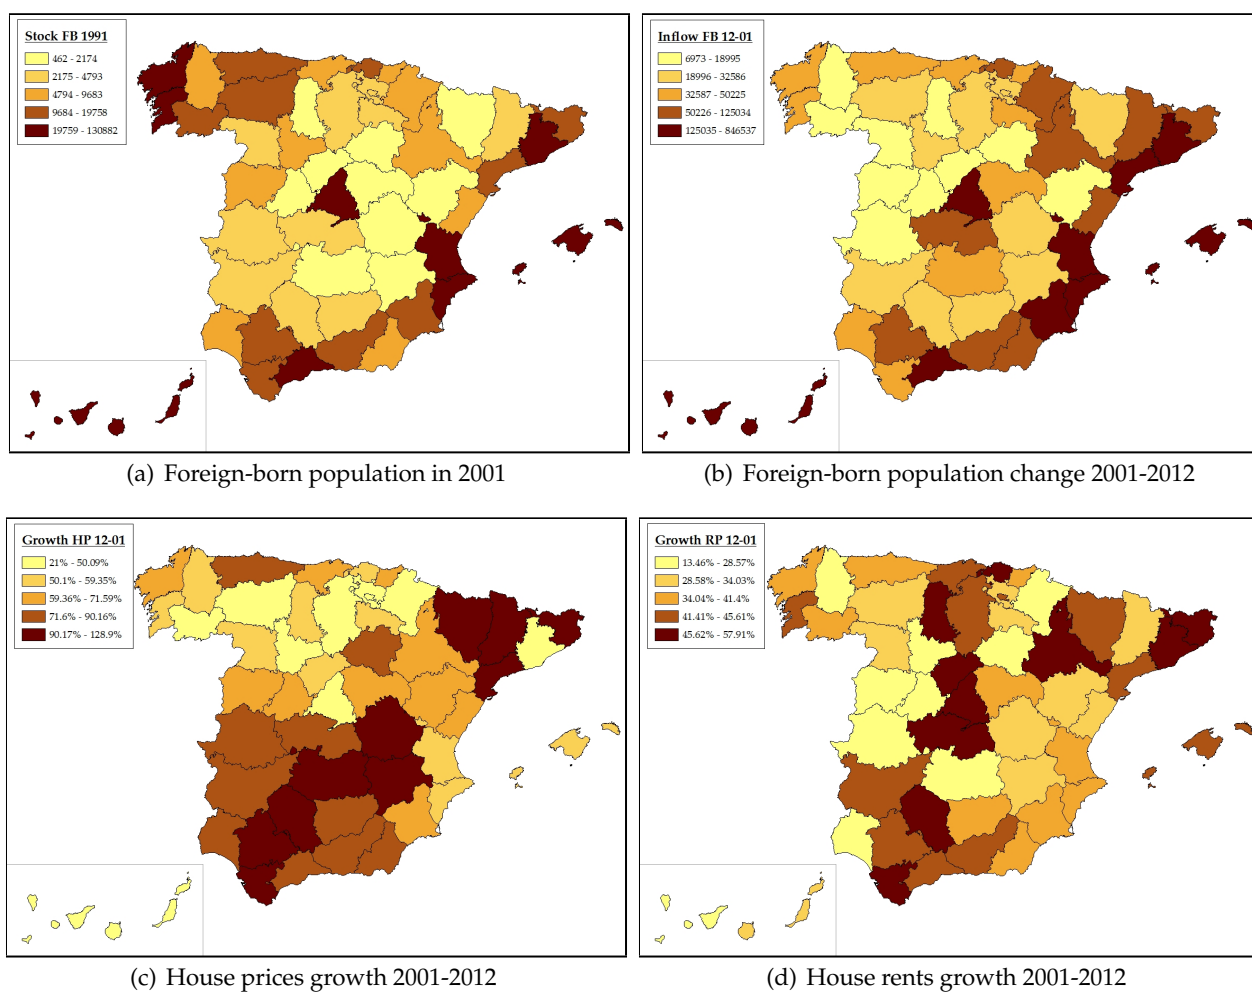 Stock FB 1991
462 - 2174
2175 - 4793
4794 - 9683
9684 - 19758
19759 - 130882
(a) Foreign-born population in 2001
Inflow FB 12-01
6973 - 18995
18996 - 32586
32587 - 50225
50226 - 125034
125035 - 846537
(b) Foreign-born population change 2001-2012
Growth HP 12-01
21% - 50.09%
50.1% - 59.35%
59.36% - 71.59%
71.6% - 90.16%
90.17% - 128.9%
(c) House prices growth 2001-2012
Growth RP 12-01
13.46% - 28.57%
28.58% - 34.03%
34.04% - 41.4%
41.41% - 45.61%
45.62% - 57.91%
(d) House rents growth 2001-2012